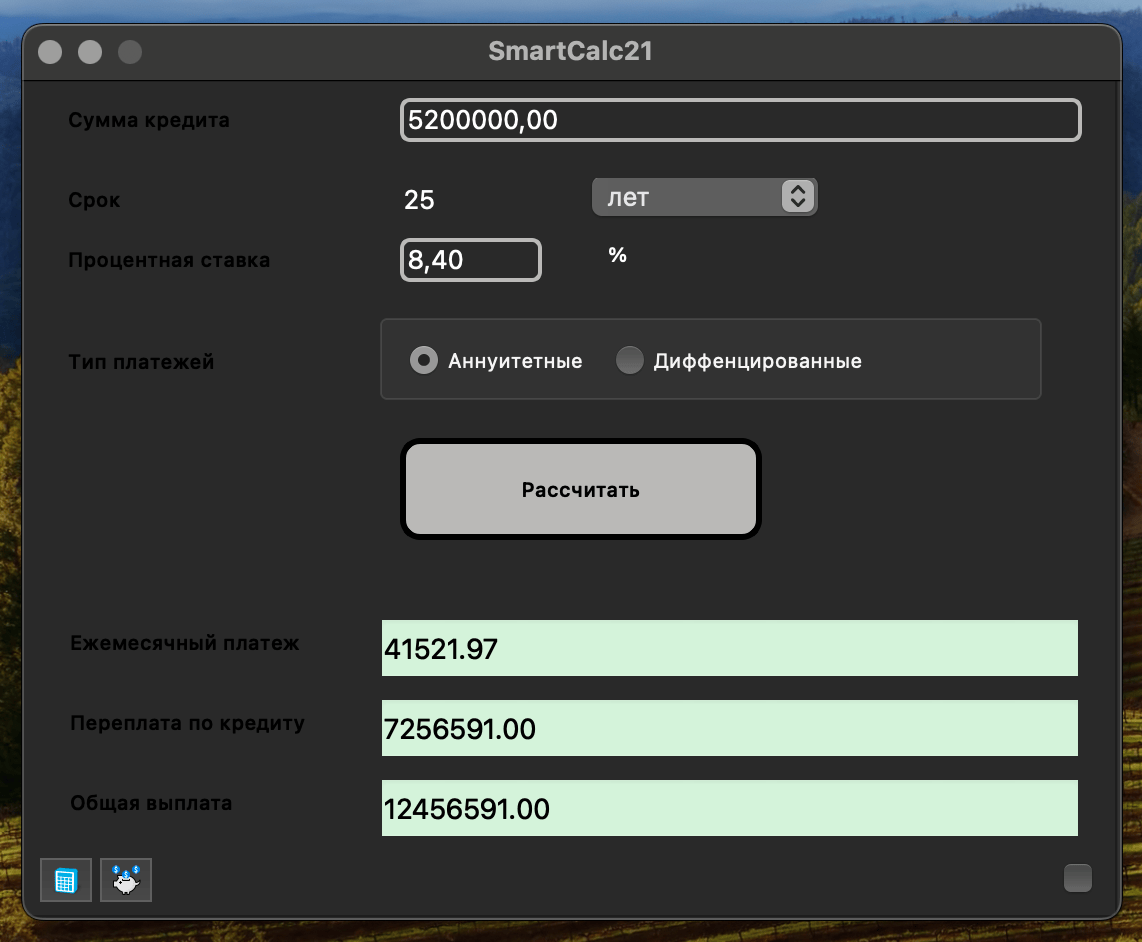 SmartCalc21
Сумма кредита 5200000,00
Срок 25 лет
Процентная ставка 8,40 %
Тип платежей Аннуитетные Диффенцированные
Рассчитать
Ежемесячный платеж 41521.97
Переплата по кредиту 7256591.00
Общая выплата 12456591.00